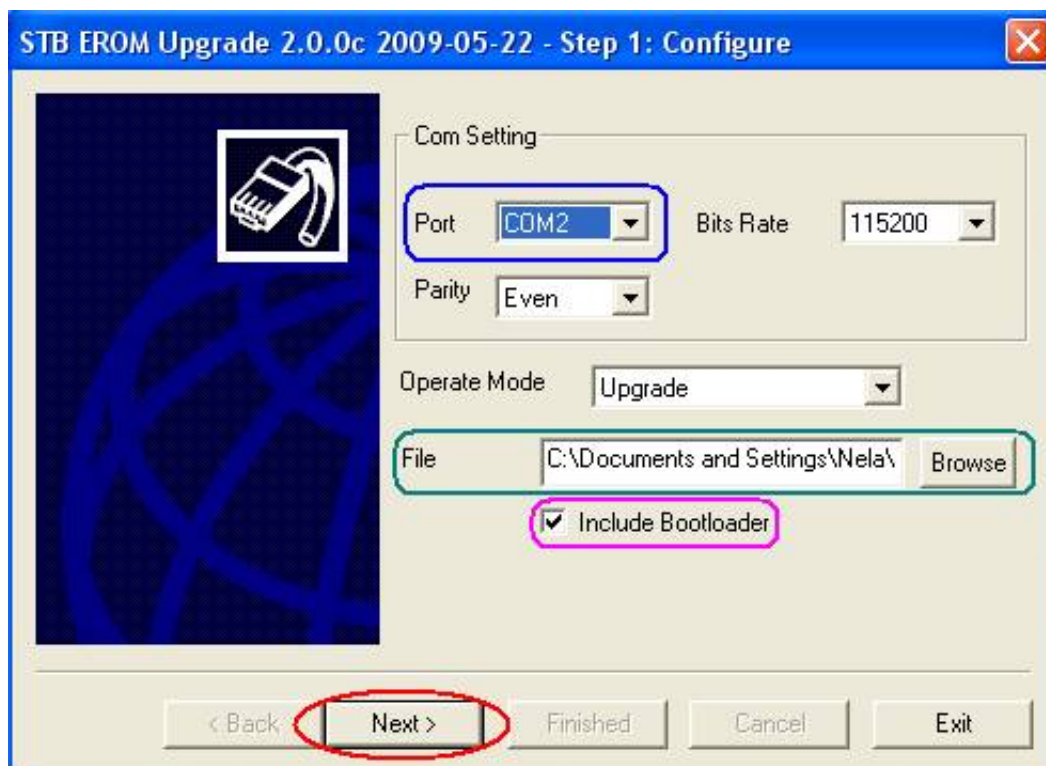 STB EROM Upgrade 2.0.0c 2009-05-22 - Step 1: Configure
Com Setting
Port COM2 Bits Rate 115200
Parity Even
Operate Mode Upgrade
File C:\Documents and Settings\Nela\ Browse
Include Bootloader
< Back Next > Finished Cancel Exit